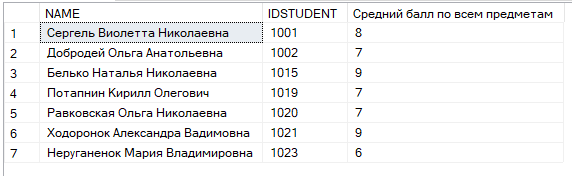 NAME IDSTUDENT Средний балл по всем предметам
1 Сергель Виолетта Николаевна 1001 8
2 Добродей Ольга Анатольевна 1002 7
3 Белько Наталья Николаевна 1015 9
4 Потапнин Кирилл Олегович 1019 7
5 Равковская Ольга Николаевна 1020 7
6 Ходоронок Александра Вадимовна 1021 9
7 Неруганенок Мария Владимировна 1023 6